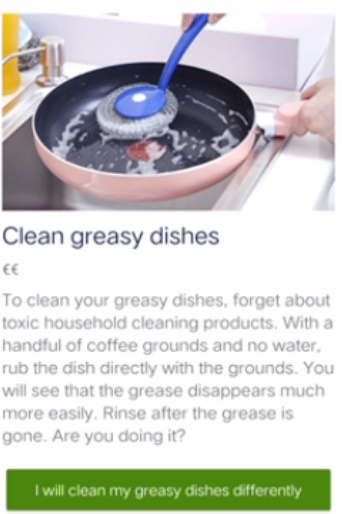 Clean greasy dishes
€€
To clean your greasy dishes, forget about
toxic household cleaning products. With a
handful of coffee grounds and no water,
rub the dish directly with the grounds. You
will see that the grease disappears much
more easily. Rinse after the grease is
gone. Are you doing it?
I will clean my greasy dishes differently